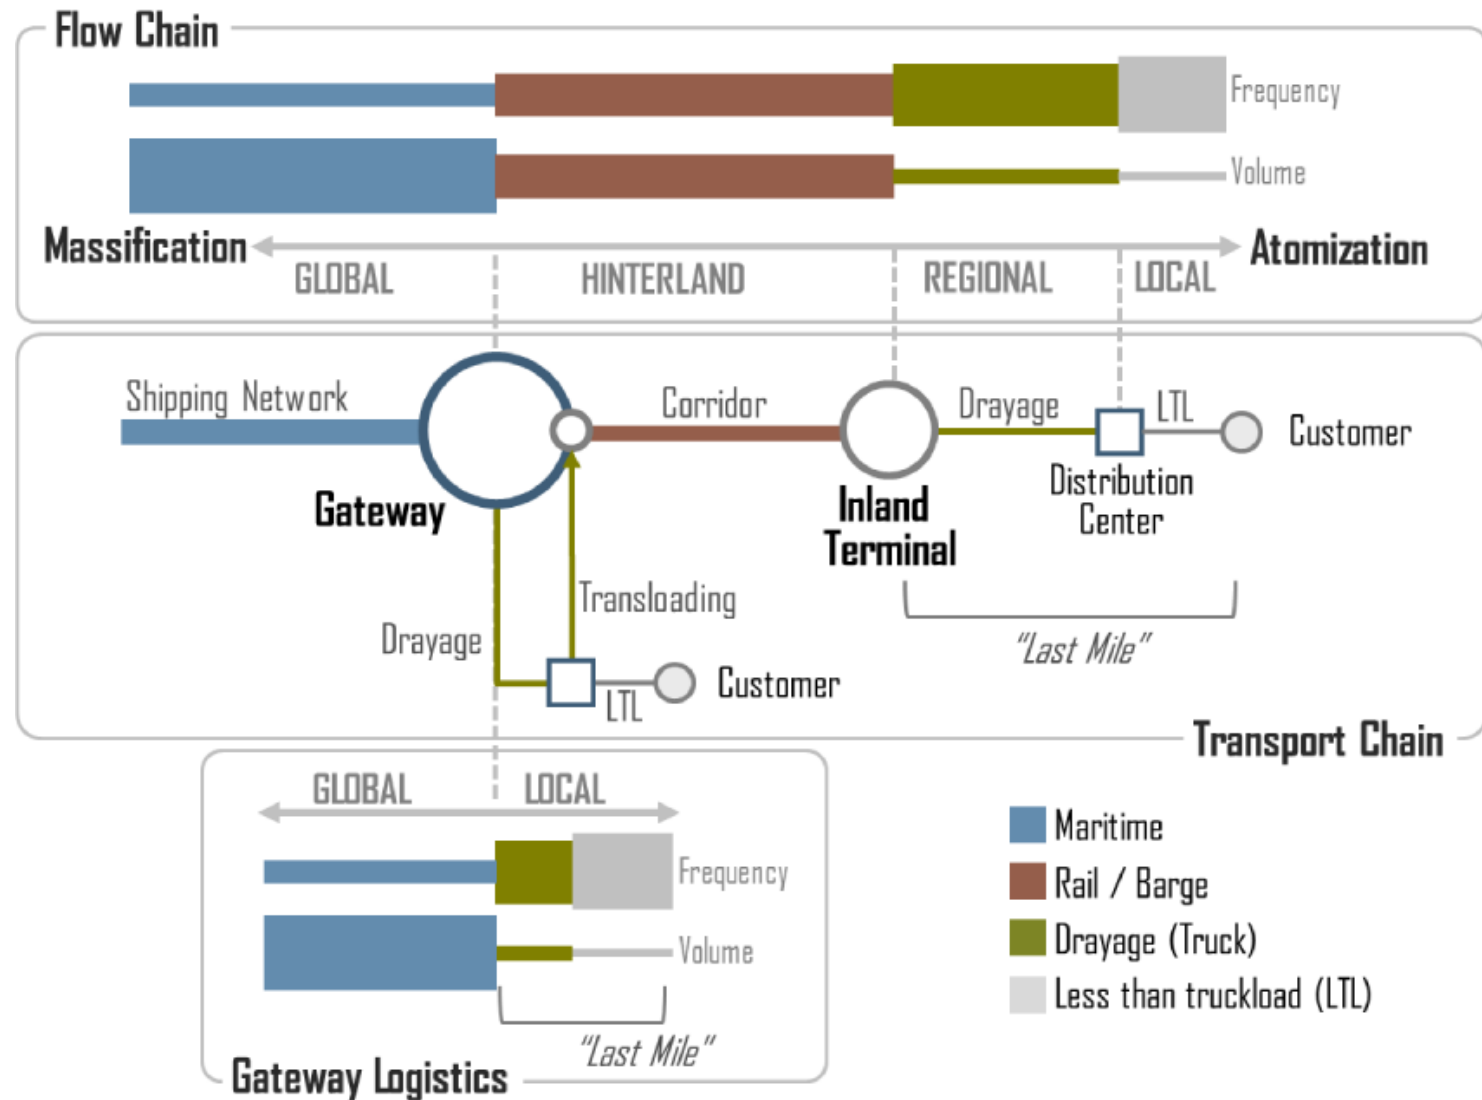 Flow Chain
Frequency
Volume
Massification
Atomization
GLOBAL
HINTERLAND
REGIONAL
LOCAL
Shipping Network
Corridor
Drayage
LTL
Customer
Gateway
Inland
Terminal
Distribution
Center
Transloading
Drayage
"Last Mile"
LTL
Customer
Transport Chain
GLOBAL
LOCAL
Frequency
Volume
"Last Mile"
Gateway Logistics
Maritime
Rail / Barge
Drayage (Truck)
Less than truckload (LTL)